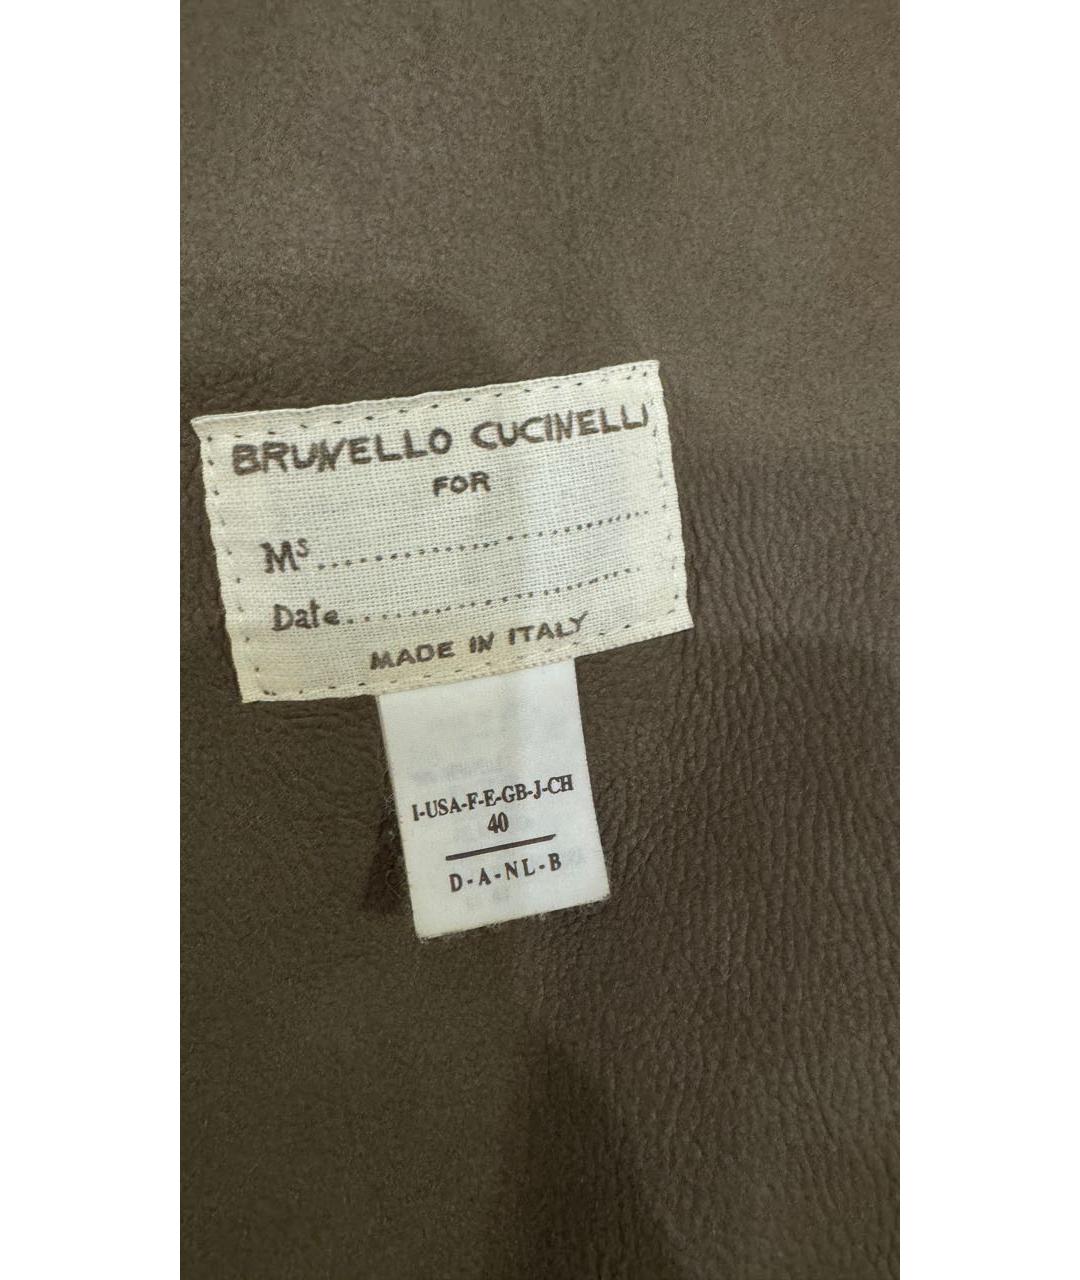 BRUNELLO CUCINELLI
FOR
Ms..............................
Date..........................
MADE IN ITALY
I-USA-F-E-GB-J-CH
40
D-A-NL-B